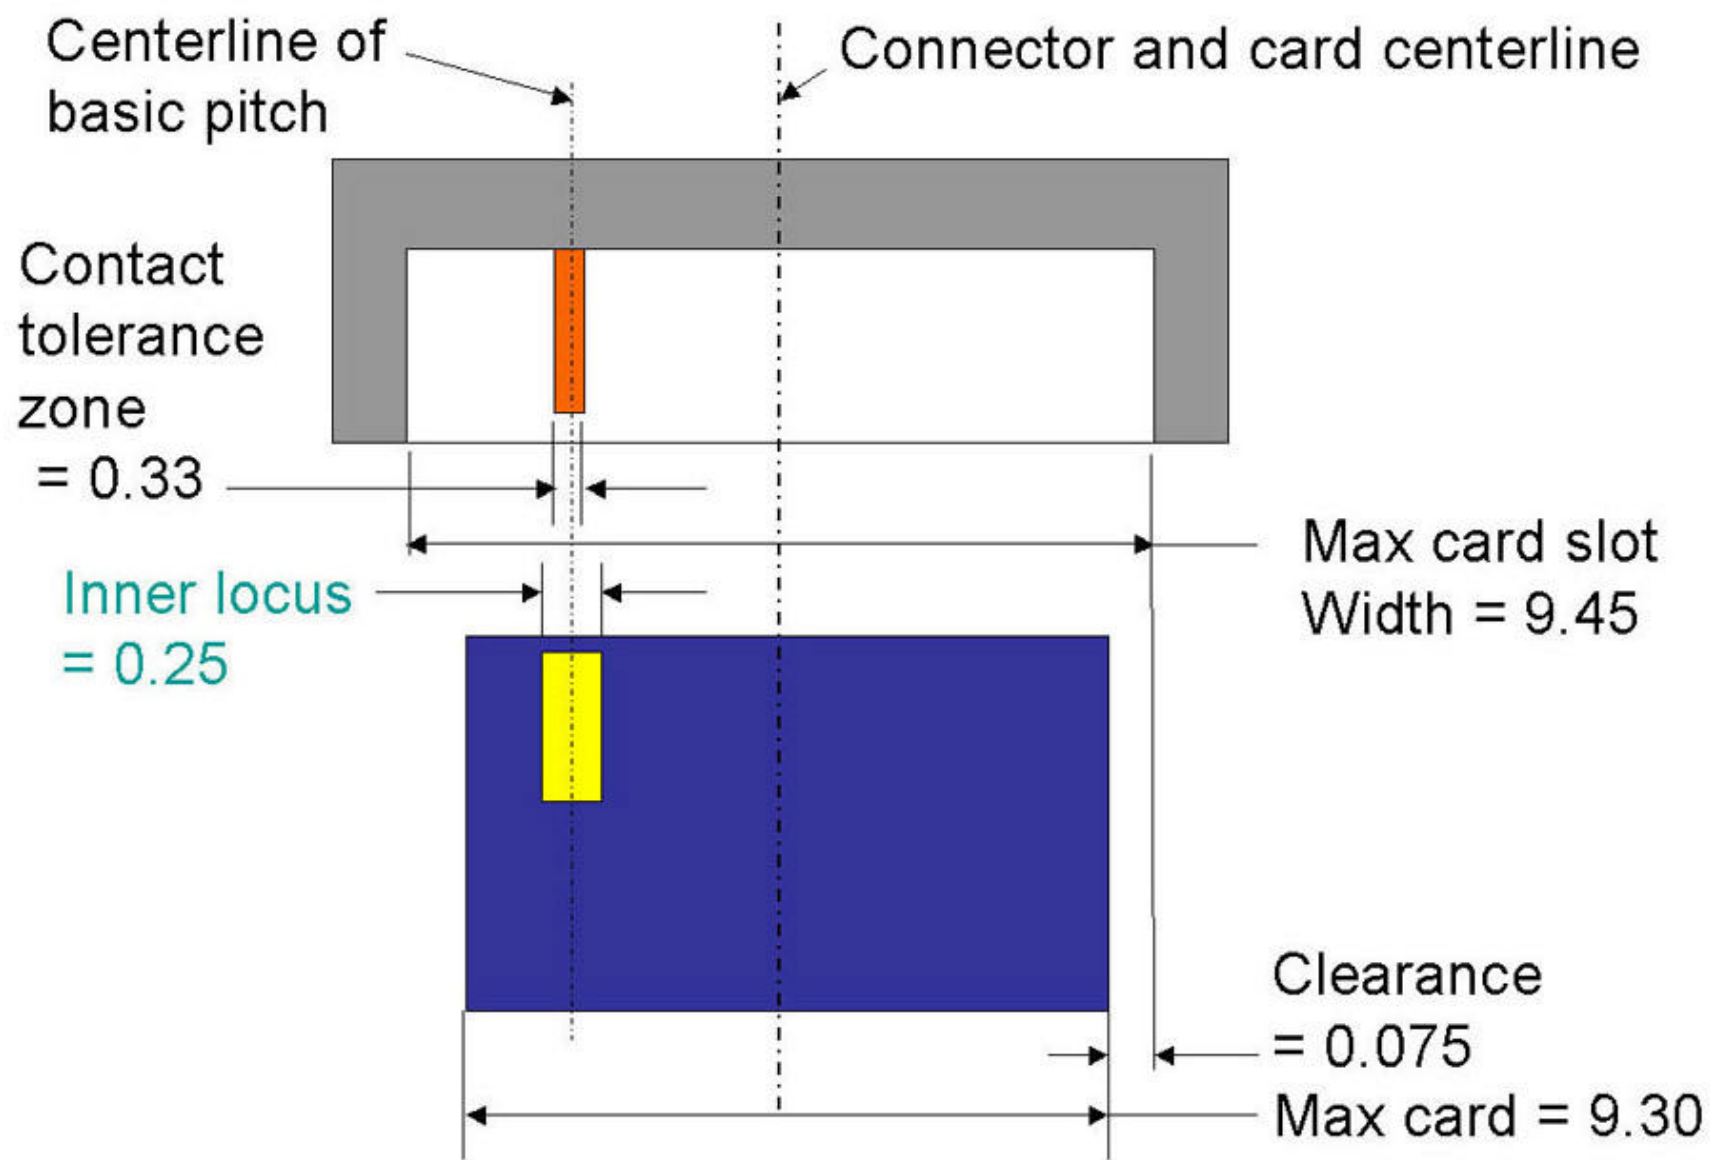 Centerline of
basic pitch
Connector and card centerline
Contact
tolerance
zone
= 0.33
Max card slot
Width = 9.45
Inner locus
= 0.25
Clearance
= 0.075
Max card = 9.30